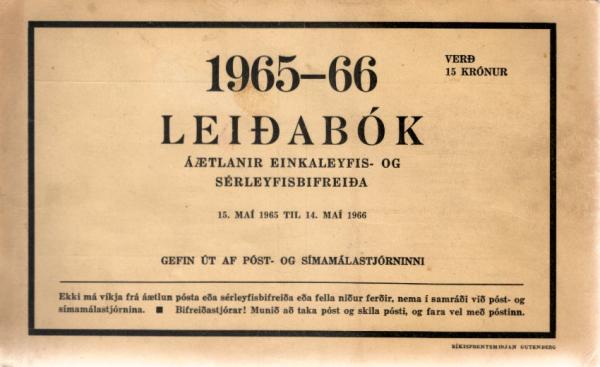 1965–66
VERÐ
15 KRÓNUR
LEIÐABÓK
ÁÆTLANIR EINKALEYFIS- OG
SÉRLEYFISBIFREIÐA
15. MAÍ 1965 TIL 14. MAÍ 1966
GEFIN ÚT AF PÓST- OG SÍMAMÁLASTJÓRNINNI
Ekki má víkja frá áætlun pósta eða sérleyfisbifreiða eða fella niður ferðir, nema í samráði við póst- og
símamálastjórnina. ■ Bifreiðastjórar! Munið að taka póst og skila pósti, og fara vel með póstinn.
RÍKISPRENTSMIÐJAN GUTENBERG